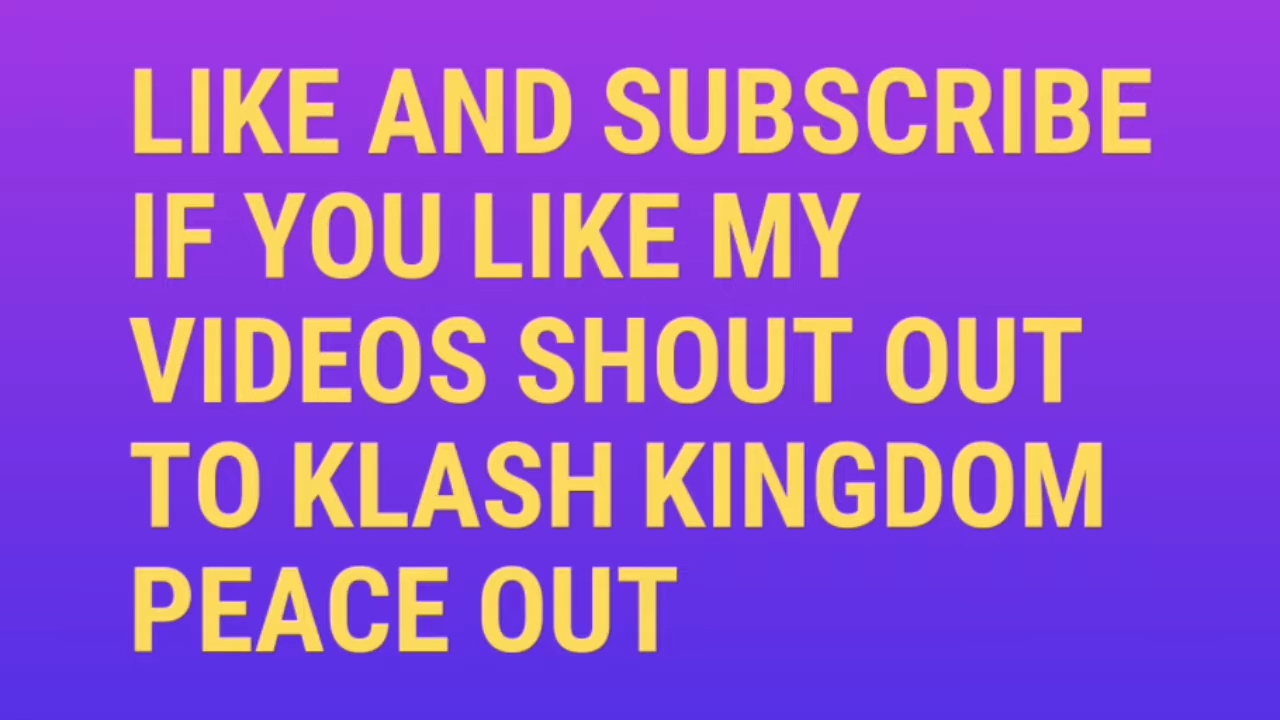 LIKE AND SUBSCRIBE
IF YOU LIKE MY
VIDEOS SHOUT OUT
TO KLASH KINGDOM
PEACE OUT